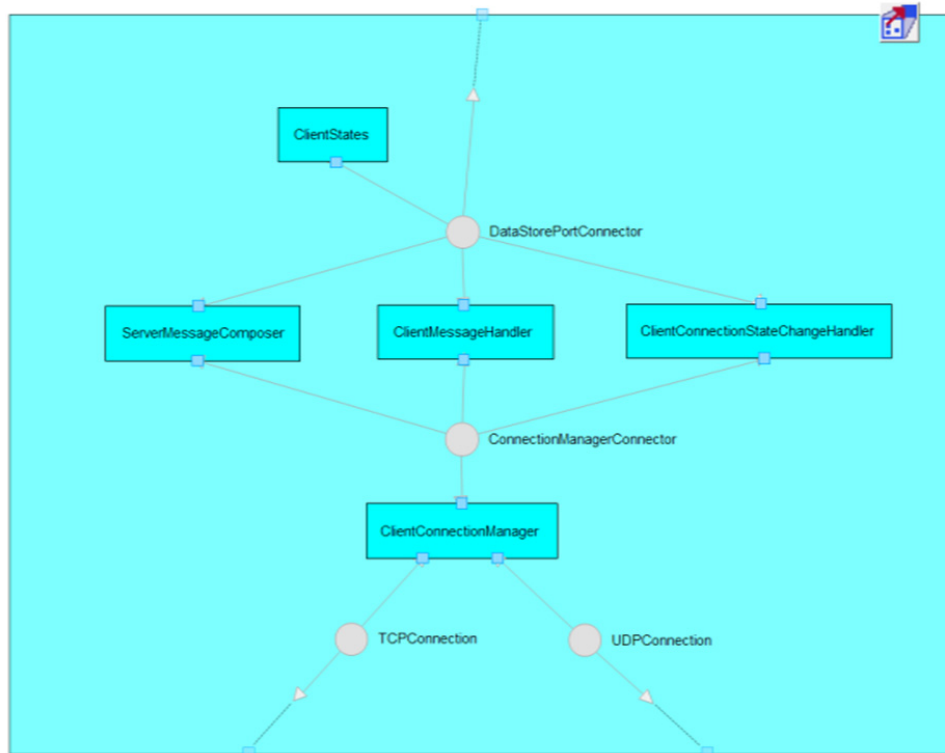 ClientStates
DataStorePortConnector
ServerMessageComposer
ClientMessageHandler
ClientConnectionStateChangeHandler
ConnectionManagerConnector
ClientConnectionManager
TCPConnection
UDPConnection